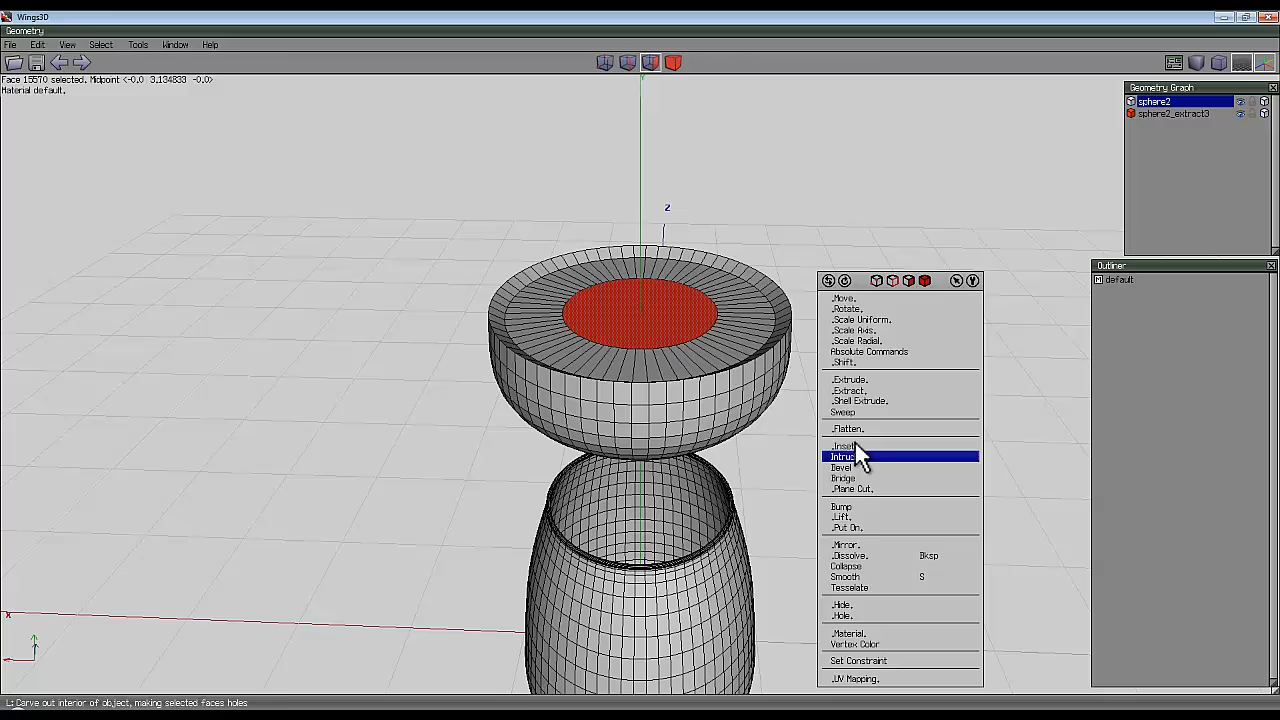 Wings3D
Geometry
File Edit View Select Tools Window Help
Face 15570 selected. Midpoint <-0.0 3.134833 -0.0>
Material default.
Y
Z
X
Geometry Graph
sphere2
sphere2_extract3
Outliner
M default
.Move.
.Rotate.
.Scale Uniform.
.Scale Axis.
.Scale Radial.
Absolute Commands
.Shift.
.Extrude.
.Extract.
.Shell Extrude.
Sweep
.Flatten.
.Inset
Intru
Bevel
Bridge
.Plane Cut.
Bump
.Lift.
.Put On.
.Mirror.
.Dissolve. Bksp
Collapse
Smooth S
Tesselate
.Hide.
.Hole.
.Material.
Vertex Color
Set Constraint
.UV Mapping.
L:Carve out interior of object, making selected faces holes